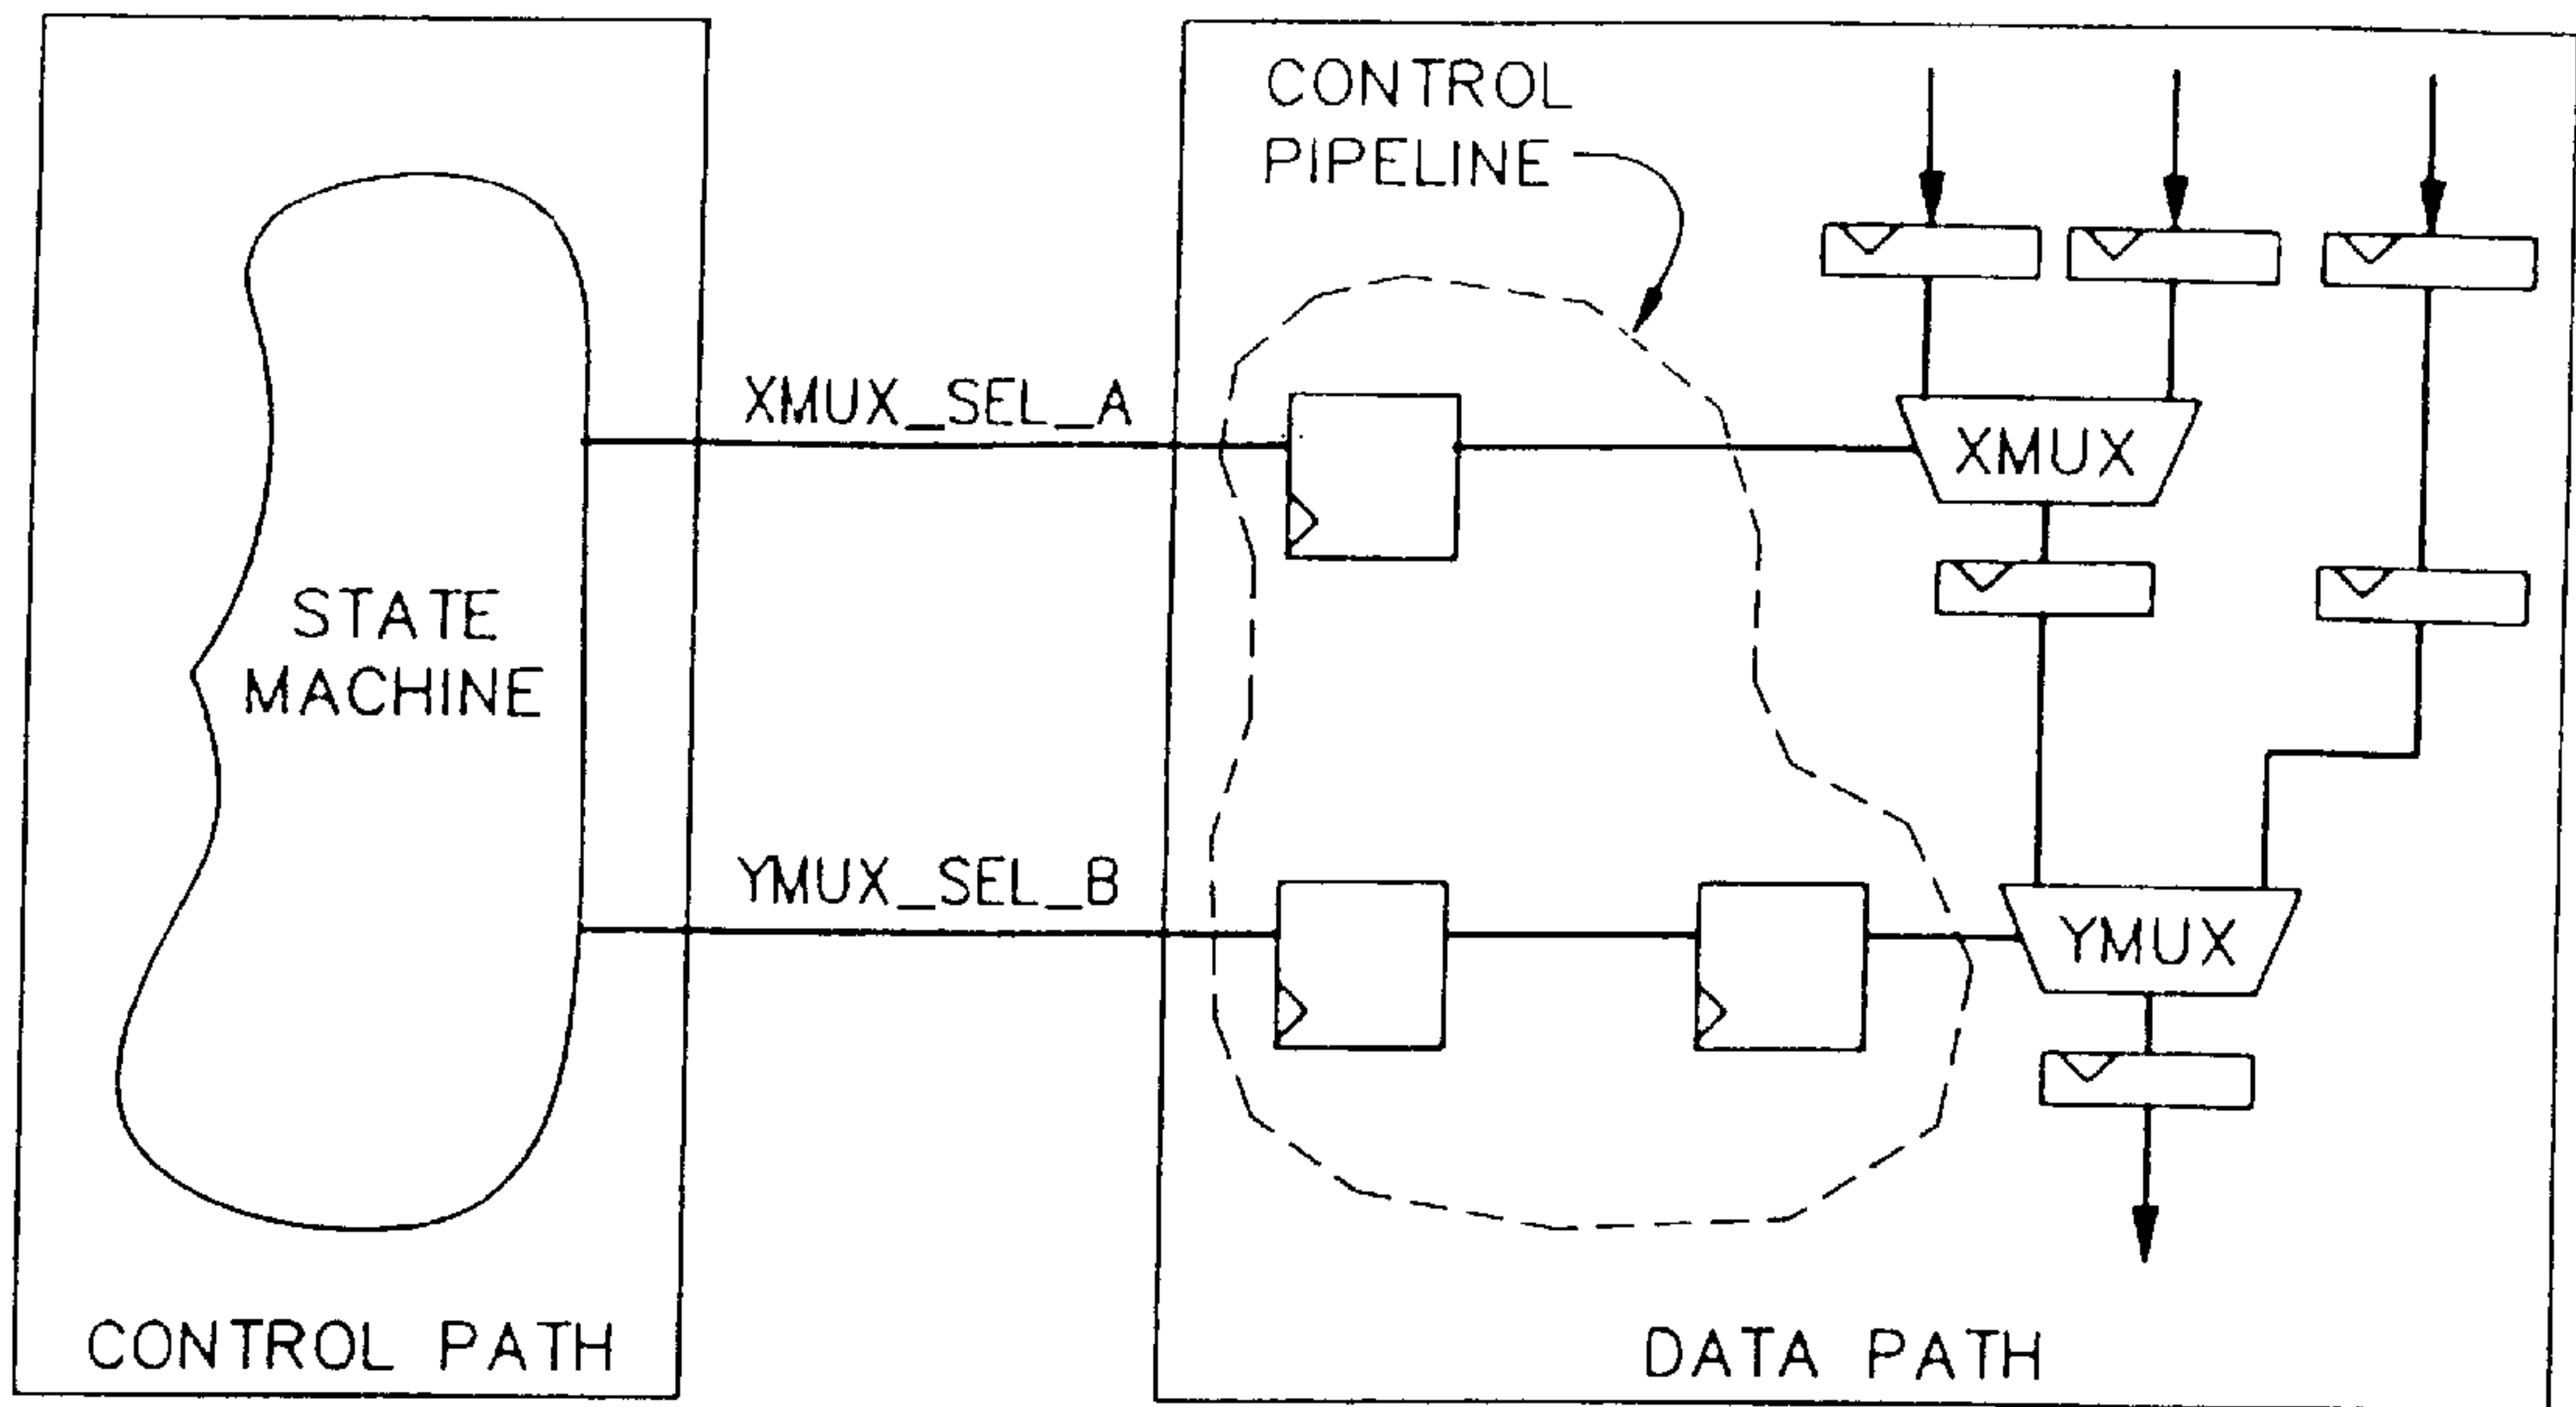 CONTROL
PIPELINE
XMUX_SEL_A
XMUX
STATE
MACHINE
YMUX_SEL_B
YMUX
CONTROL PATH
DATA PATH